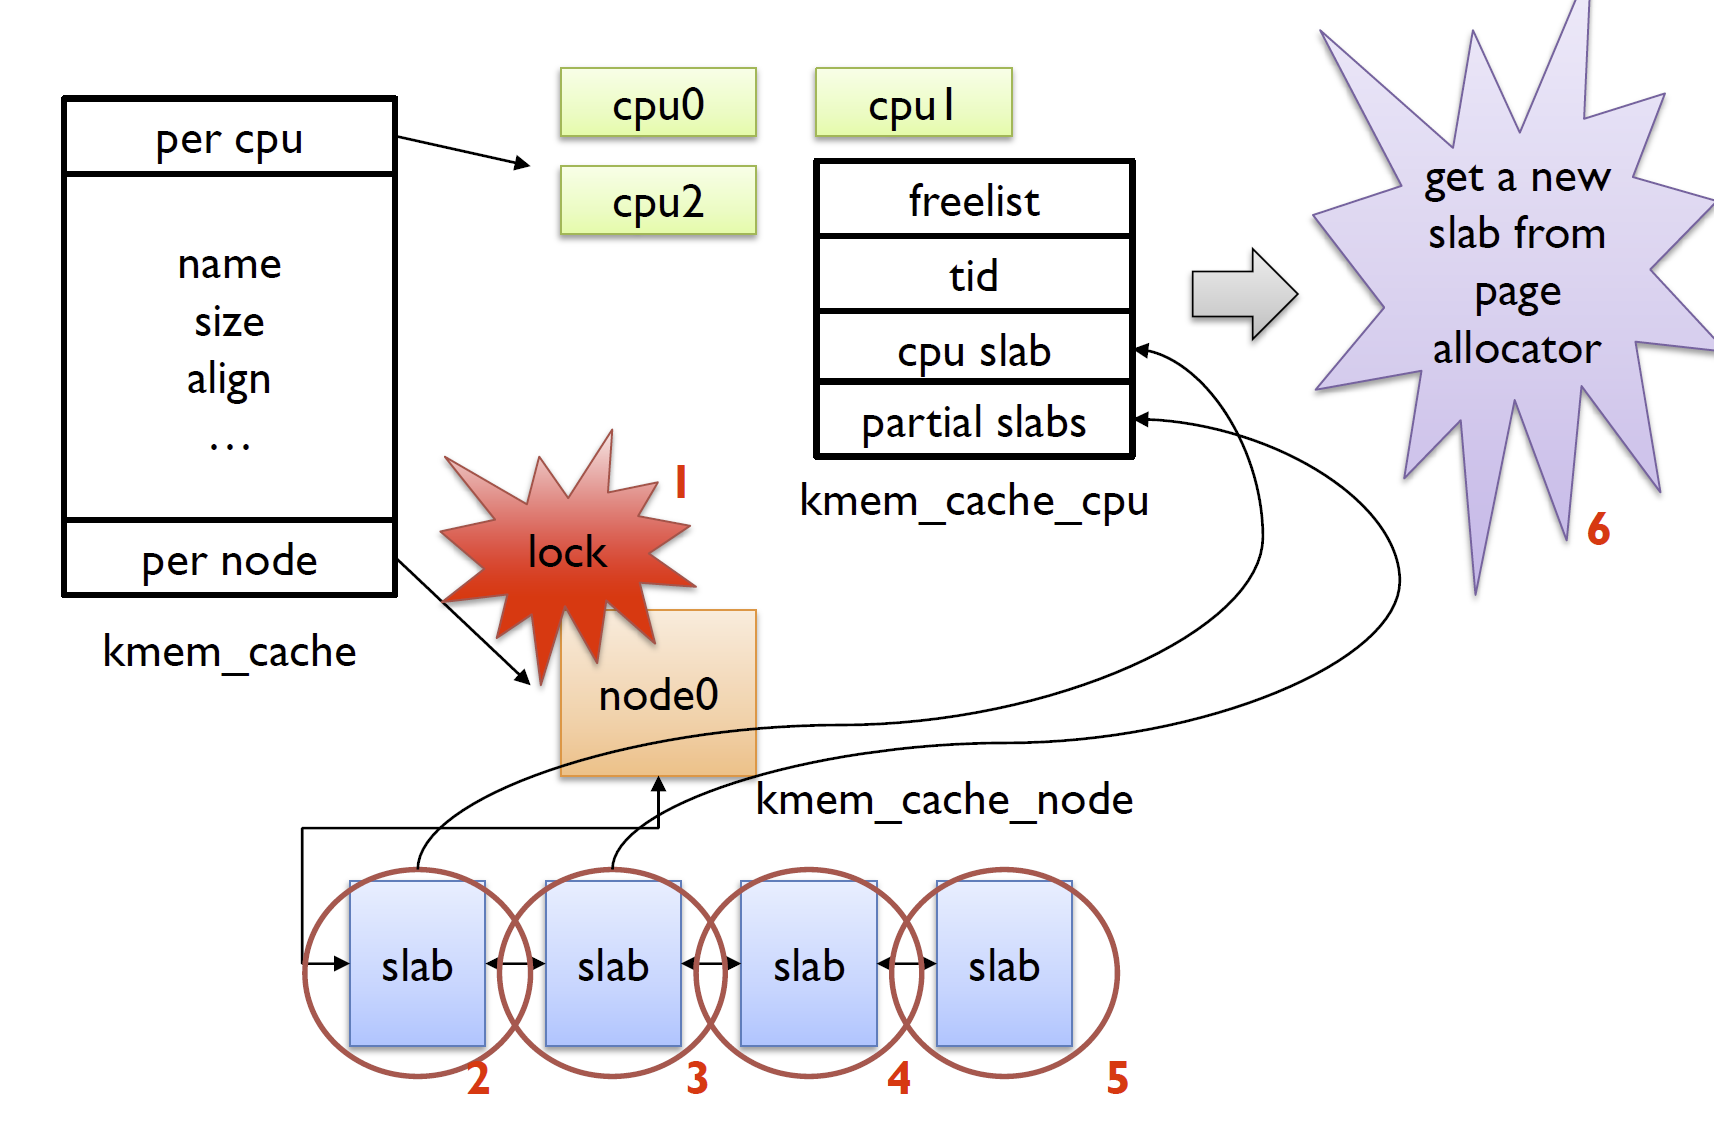 per cpu
name
size
align
...
per node
kmem_cache
cpu0
cpu1
cpu2
freelist
tid
cpu slab
partial slabs
kmem_cache_cpu
get a new
slab from
page
allocator
6
1
lock
node0
kmem_cache_node
slab
slab
slab
slab
2
3
4
5